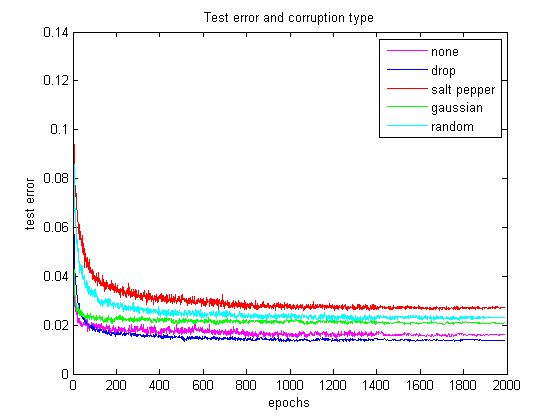 Test error and corruption type
0.14
0.12
0.1
0.08
0.06
0.04
0.02
0
test error
none
drop
salt pepper
gaussian
random
0 200 400 600 800 1000 1200 1400 1600 1800 2000
epochs